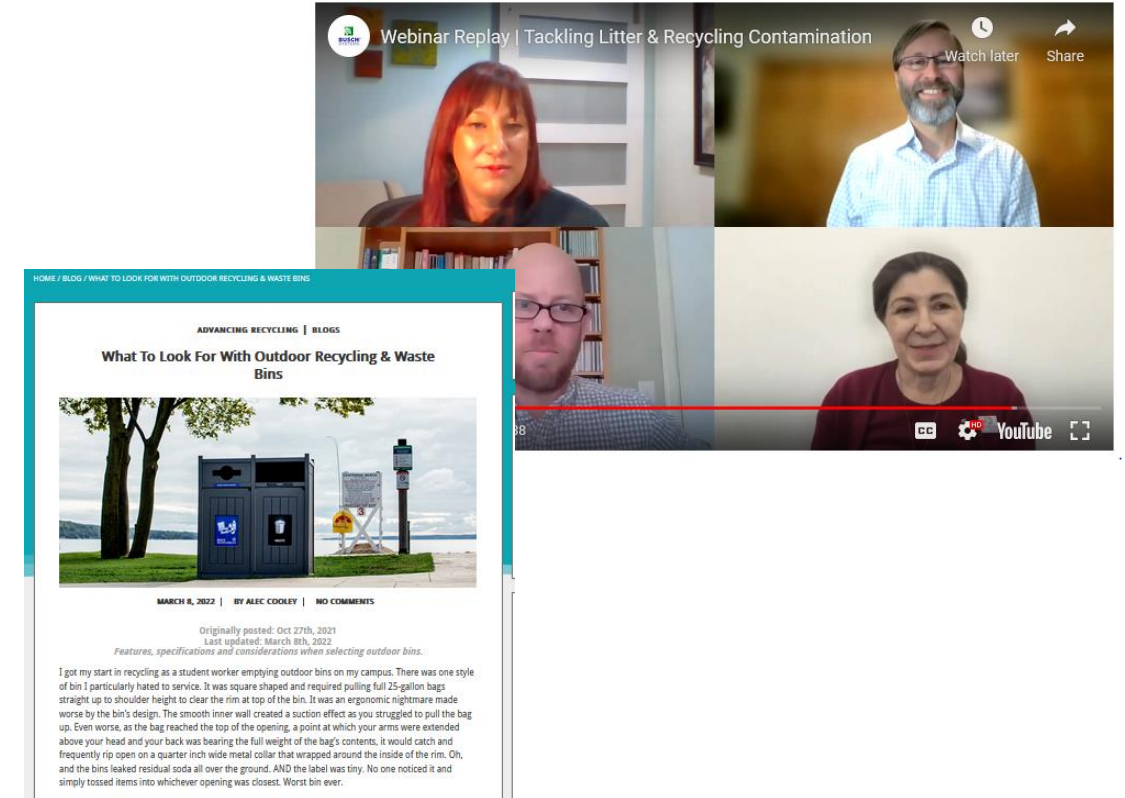 BUSCH
SYSTEMS
Webinar Replay | Tackling Litter & Recycling Contamination
Watch later
Share
38
CC
HD
YouTube
HOME / BLOG / WHAT TO LOOK FOR WITH OUTDOOR RECYCLING & WASTE BINS
ADVANCING RECYCLING | BLOGS
What To Look For With Outdoor Recycling & Waste
Bins
WASTE
3
MARCH 8, 2022 | BY ALEC COOLEY | NO COMMENTS
Originally posted: Oct 27th, 2021
Last updated: March 8th, 2022
Features, specifications and considerations when selecting outdoor bins.
I got my start in recycling as a student worker emptying outdoor bins on my campus. There was one style
of bin I particularly hated to service. It was square shaped and required pulling full 25-gallon bags
straight up to shoulder height to clear the rim at top of the bin. It was an ergonomic nightmare made
worse by the bin's design. The smooth inner wall created a suction effect as you struggled to pull the bag
up. Even worse, as the bag reached the top of the opening, a point at which your arms were extended
above your head and your back was bearing the full weight of the bag's contents, it would catch and
frequently rip open on a quarter inch wide metal collar that wrapped around the inside of the rim. Oh,
and the bins leaked residual soda all over the ground. AND the label was tiny. No one noticed it and
simply tossed items into whichever opening was closest. Worst bin ever.